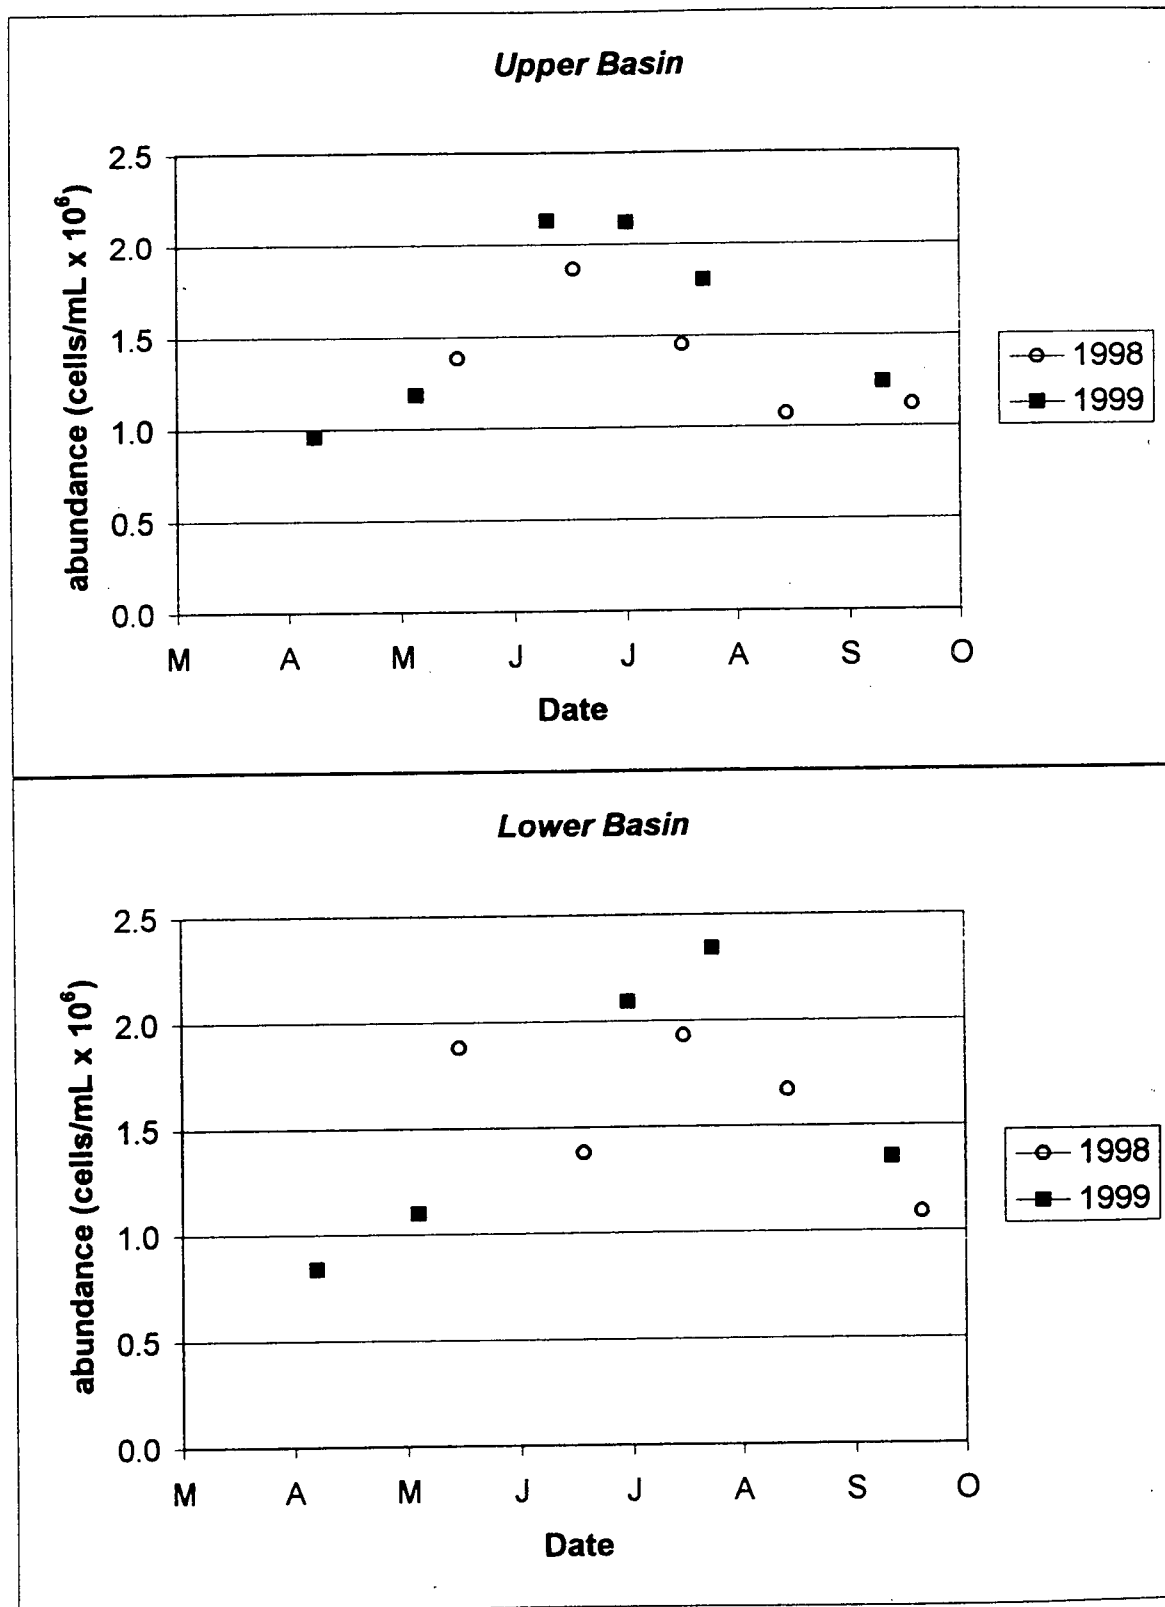 Upper Basin
abundance (cells/mL x 10⁶)
2.5
2.0
1.5
1.0
0.5
0.0
M A M J J A S O
Date
1998
1999
Lower Basin
abundance (cells/mL x 10⁶)
2.5
2.0
1.5
1.0
0.5
0.0
M A M J J A S O
Date
1998
1999